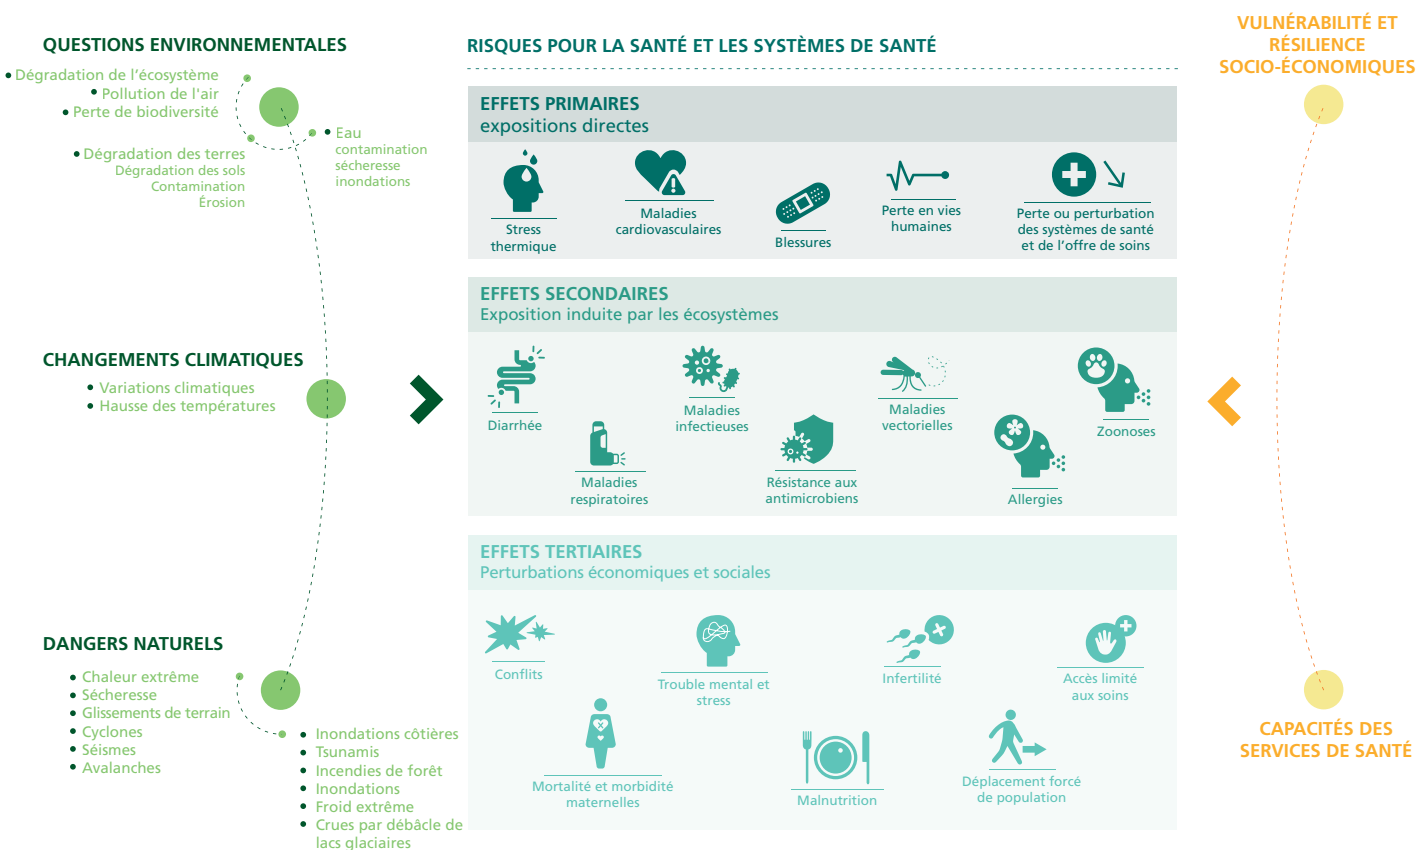 QUESTIONS ENVIRONNEMENTALES
Dégradation de l'écosystème
Pollution de l'air
Perte de biodiversité
Dégradation des terres
Dégradation des sols
Contamination
Érosion
Eau
contamination
sécheresse
inondations
CHANGEMENTS CLIMATIQUES
Variations climatiques
Hausse des températures
DANGERS NATURELS
Chaleur extrême
Sécheresse
Glissements de terrain
Cyclones
Séismes
Avalanches
Inondations côtières
Tsunamis
Incendies de forêt
Inondations
Froid extrême
Crues par débâcle de
lacs glaciaires
RISQUES POUR LA SANTÉ ET LES SYSTÈMES DE SANTÉ
EFFETS PRIMAIRES
expositions directes
Stress
thermique
Maladies
cardiovasculaires
Blessures
Perte en vies
humaines
Perte ou perturbation
des systèmes de santé
et de l'offre de soins
EFFETS SECONDAIRES
Exposition induite par les écosystèmes
Diarrhée
Maladies
respiratoires
Maladies
infectieuses
Résistance aux
antimicrobiens
Maladies
vectorielles
Allergies
Zoonoses
EFFETS TERTIAIRES
Perturbations économiques et sociales
Conflits
Mortalité et morbidité
maternelles
Trouble mental et
stress
Malnutrition
Infertilité
Déplacement forcé
de population
Accès limité
aux soins
VULNÉRABILITÉ ET
RÉSILIENCE
SOCIO-ÉCONOMIQUES
CAPACITÉS DES
SERVICES DE SANTÉ